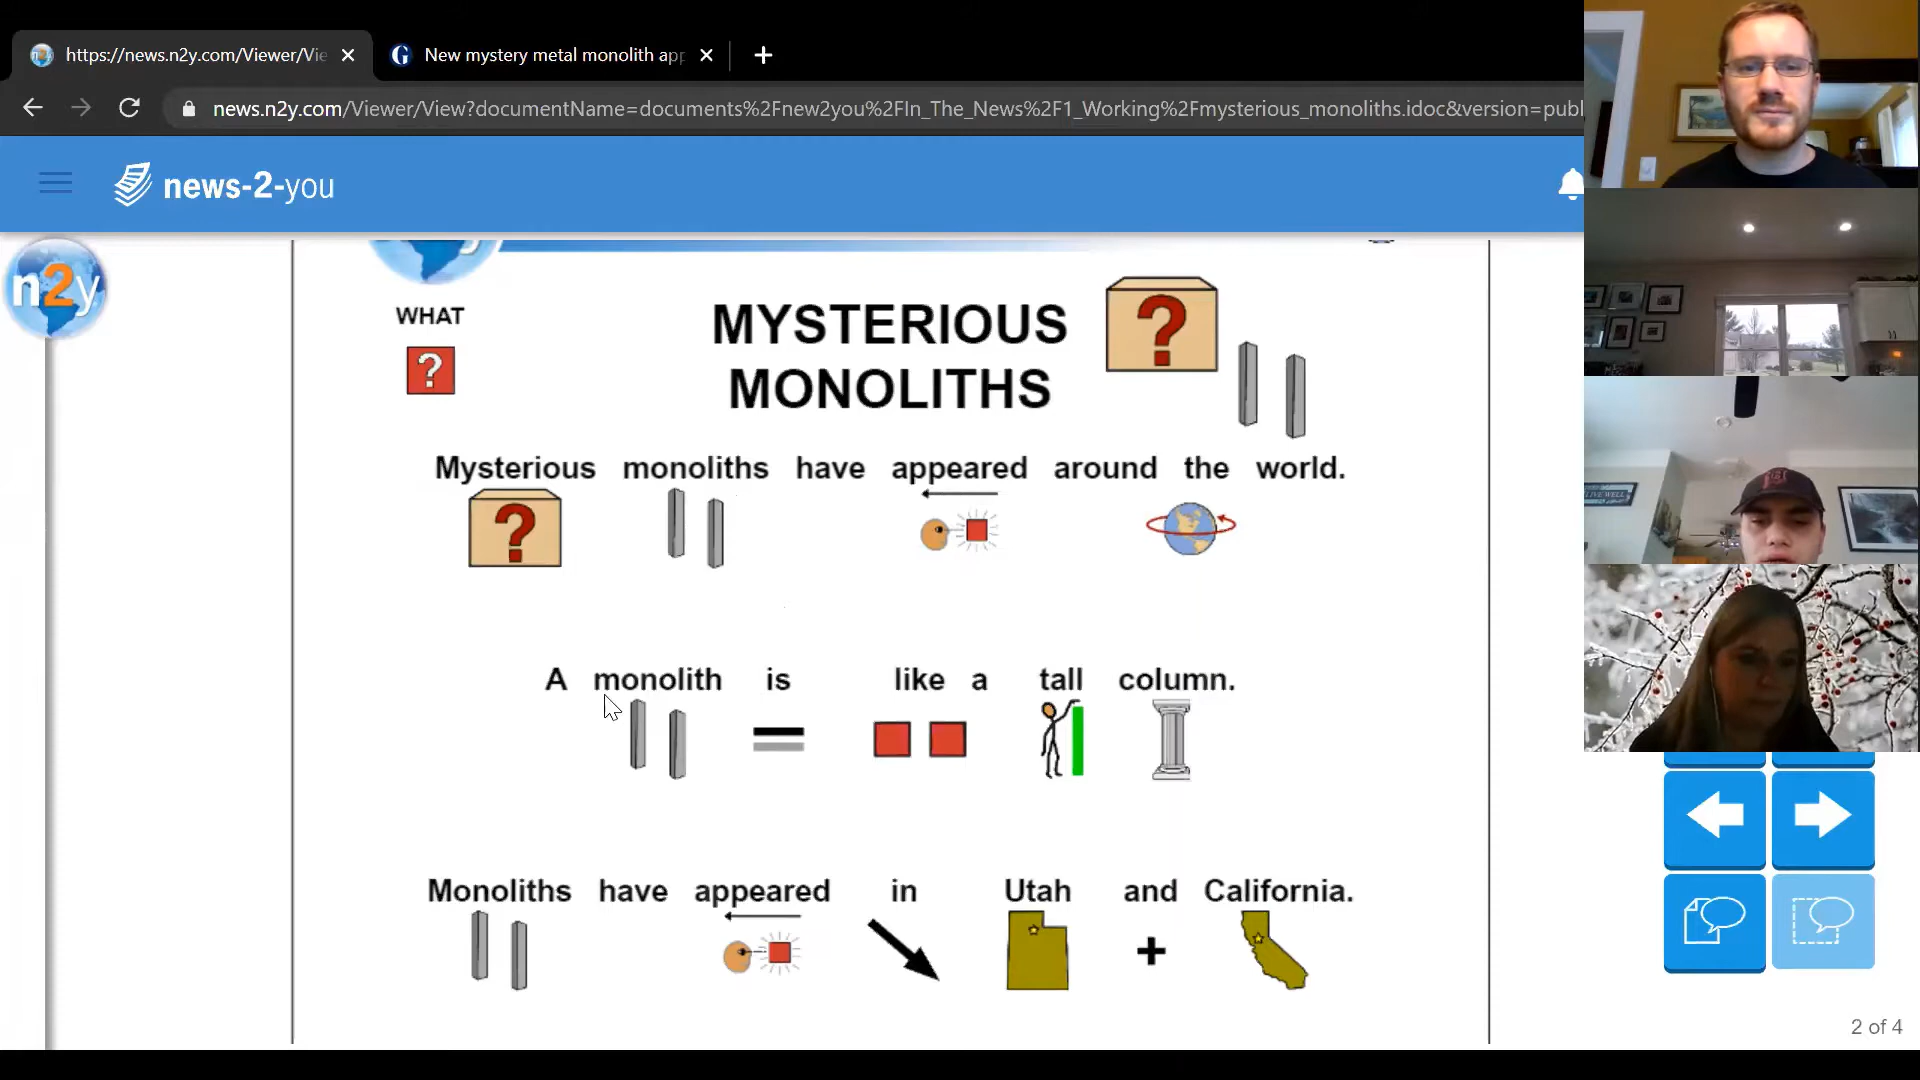 https://news.n2y.com/Viewer/Vie
New mystery metal monolith app
news.n2y.com/Viewer/View?documentName=documents%2Fnew2you%2FIn_The_News%2F1_Working%2Fmysterious_monoliths.idoc&version=publ
news-2-you
n2y
WHAT
?
MYSTERIOUS
MONOLITHS
?
Mysterious monoliths have appeared around the world.
?
A monolith is like a tall column.
Monoliths have appeared in Utah and California.
LIVE WELL
2 of 4